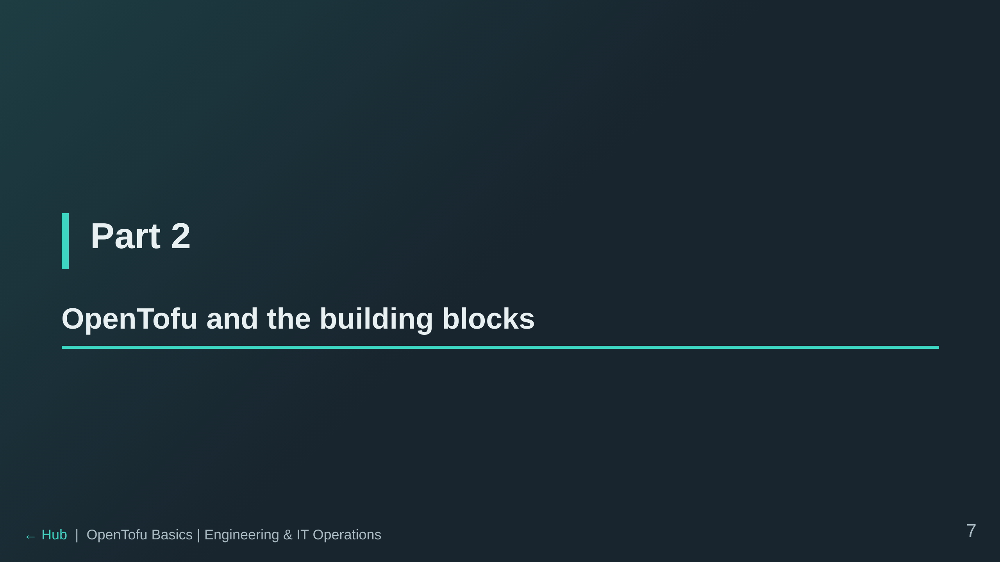 Part 2
OpenTofu and the building blocks
← Hub | OpenTofu Basics | Engineering & IT Operations
7